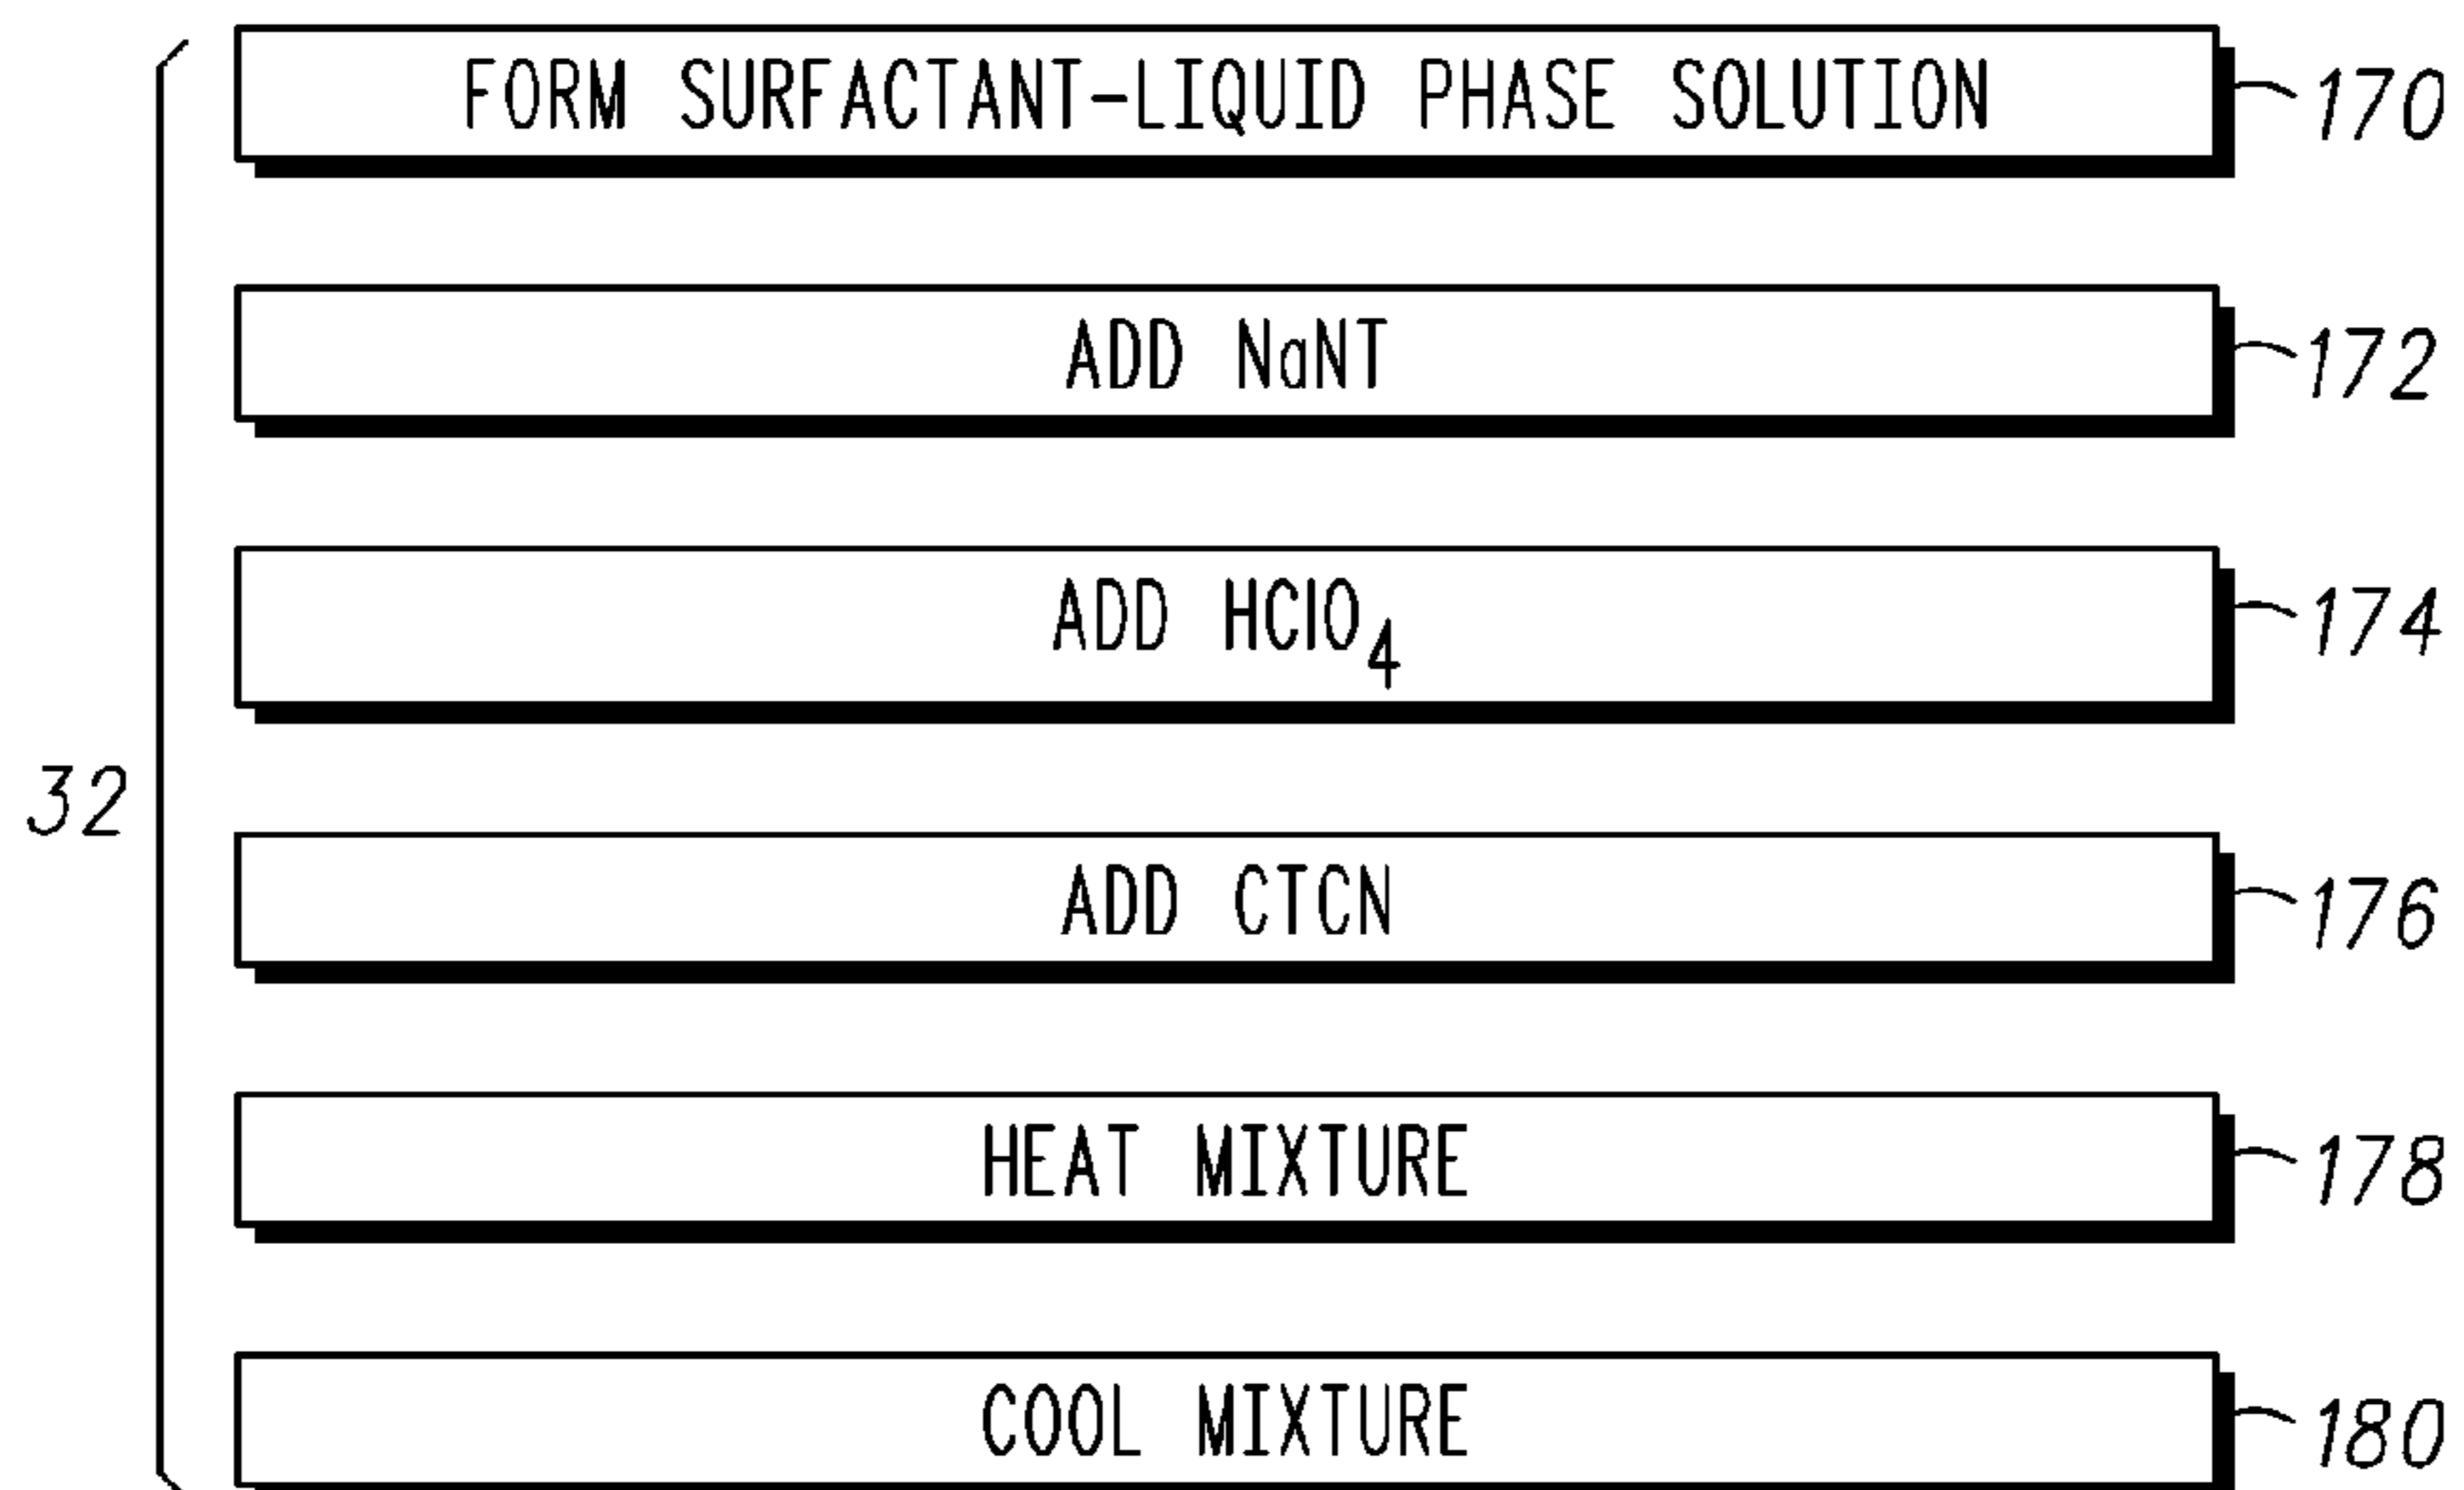 FORM SURFACTANT-LIQUID PHASE SOLUTION 170
ADD NaNT 172
ADD HClO4 174
32
ADD CTCN 176
HEAT MIXTURE 178
COOL MIXTURE 180